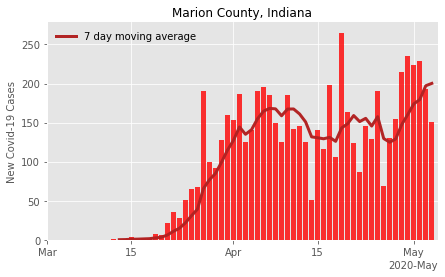 Marion County, Indiana
7 day moving average
New Covid-19 Cases
250
200
150
100
50
0
Mar 15 Apr 15 May
2020-May